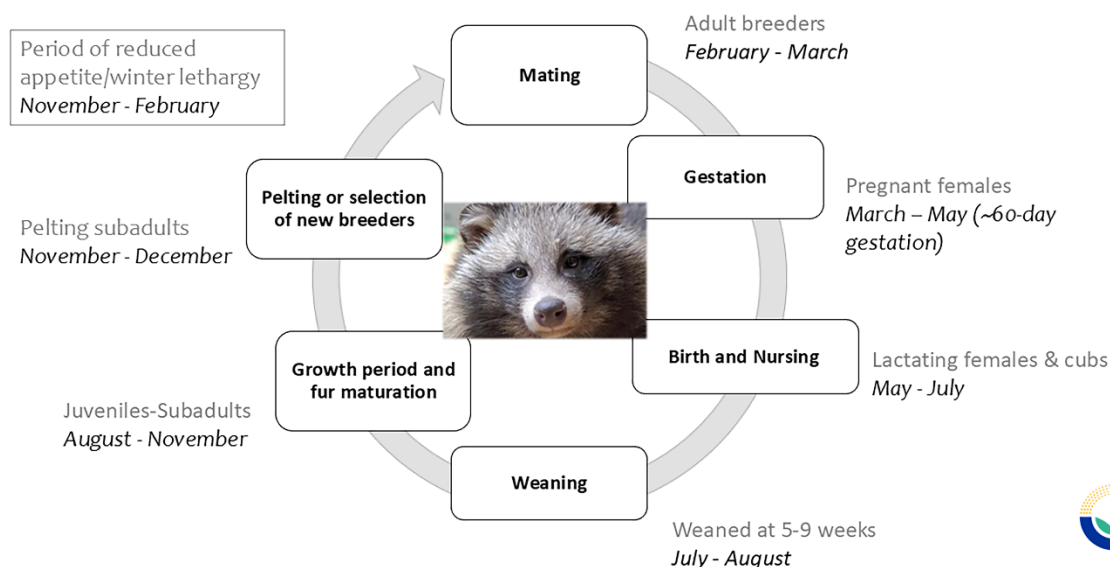 Period of reduced
appetite/winter lethargy
November - February
Mating
Adult breeders
February - March
Gestation
Pregnant females
March – May (~60-day
gestation)
Birth and Nursing
Lactating females & cubs
May - July
Weaning
Weaned at 5-9 weeks
July - August
Growth period and
fur maturation
Juveniles-Subadults
August - November
Pelting or selection
of new breeders
Pelting subadults
November - December